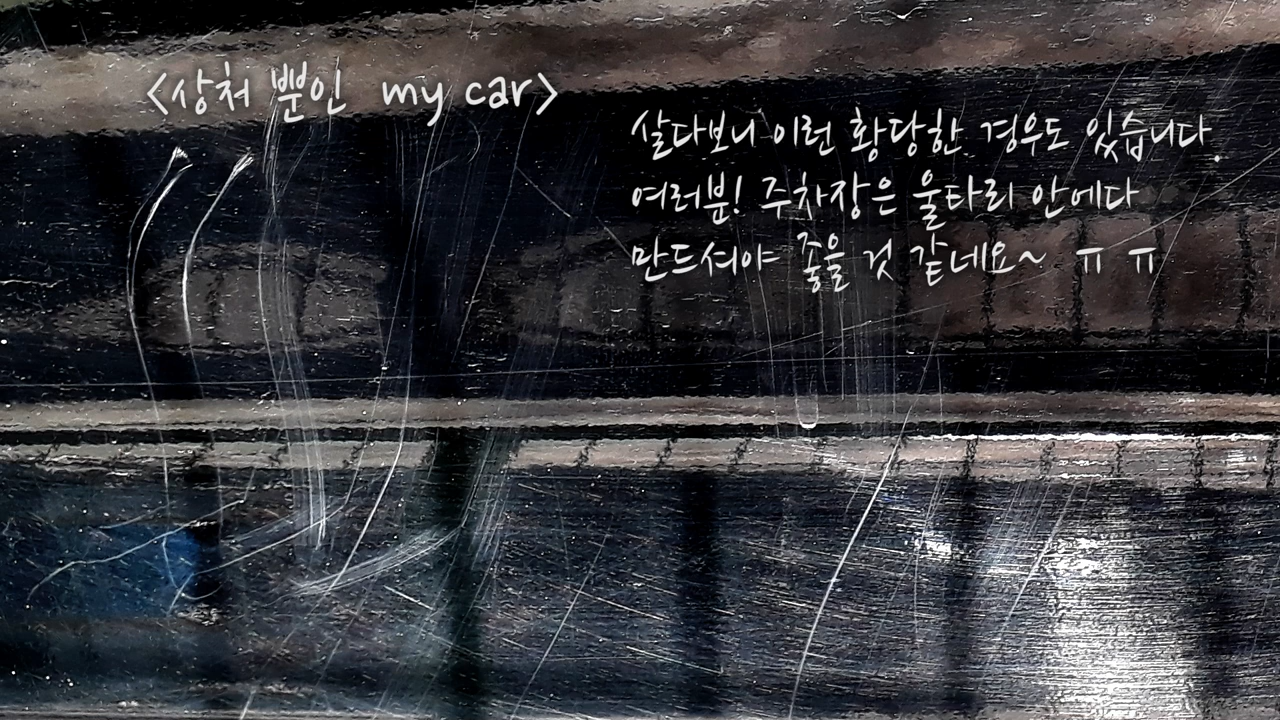 <상처 뿐인 my car>
살다보니 이런 황당한 경우도 있습니다.
여러분! 주차장은 울타리 안에다
만드셔야 좋을 것 같네요~ ㅠㅠ